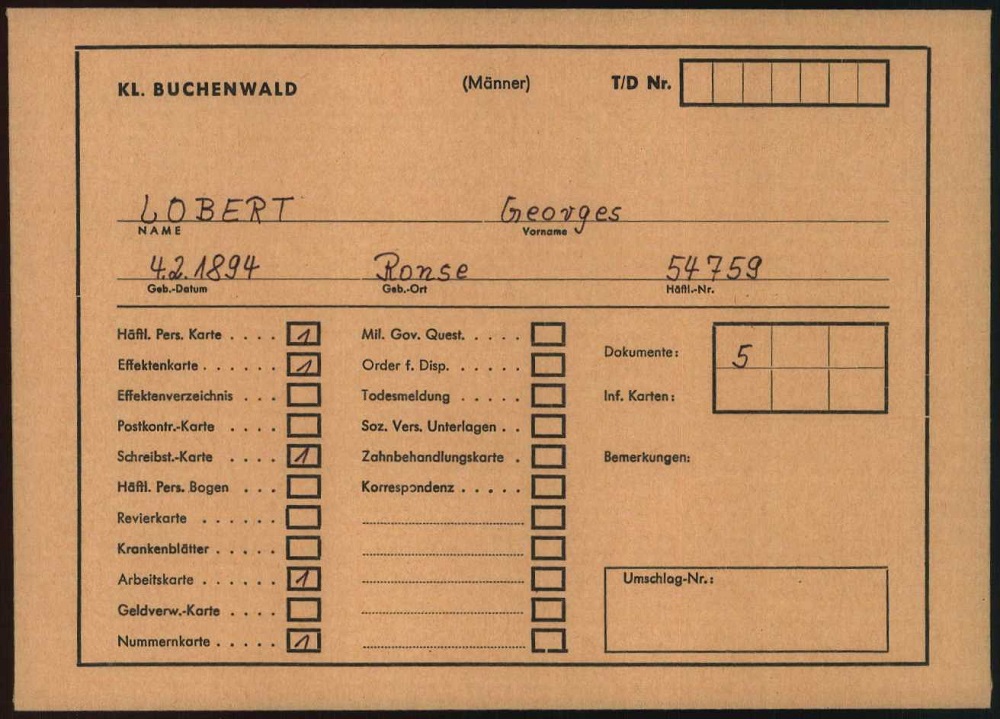 KL. BUCHENWALD (Männer) T/D Nr.
LOBERT Georges
NAME Vorname
4.2.1894 Ronse 54759
Geb.-Datum Geb.-Ort Häftl.-Nr.
Häftl. Pers. Karte . . . . 1 Mil. Gov. Quest. . . . . .
Effektenkarte . . . . . . 1 Order f. Disp. . . . . . .
Dokumente: 5
Effektenverzeichnis . . . Todesmeldung . . . . . Inf. Karten:
Postkontr.-Karte . . . . Soz. Vers. Unterlagen . .
Schreibst.-Karte . . . . 1 Zahnbehandlungskarte . Bemerkungen:
Häftl. Pers. Bogen . . . Korrespondenz . . . . .
Revierkarte . . . . . .
Krankenblätter . . . . .
Arbeitskarte . . . . . . 1 Umschlag-Nr.:
Geldverw.-Karte . . . .
Nummernkarte . . . . . 1